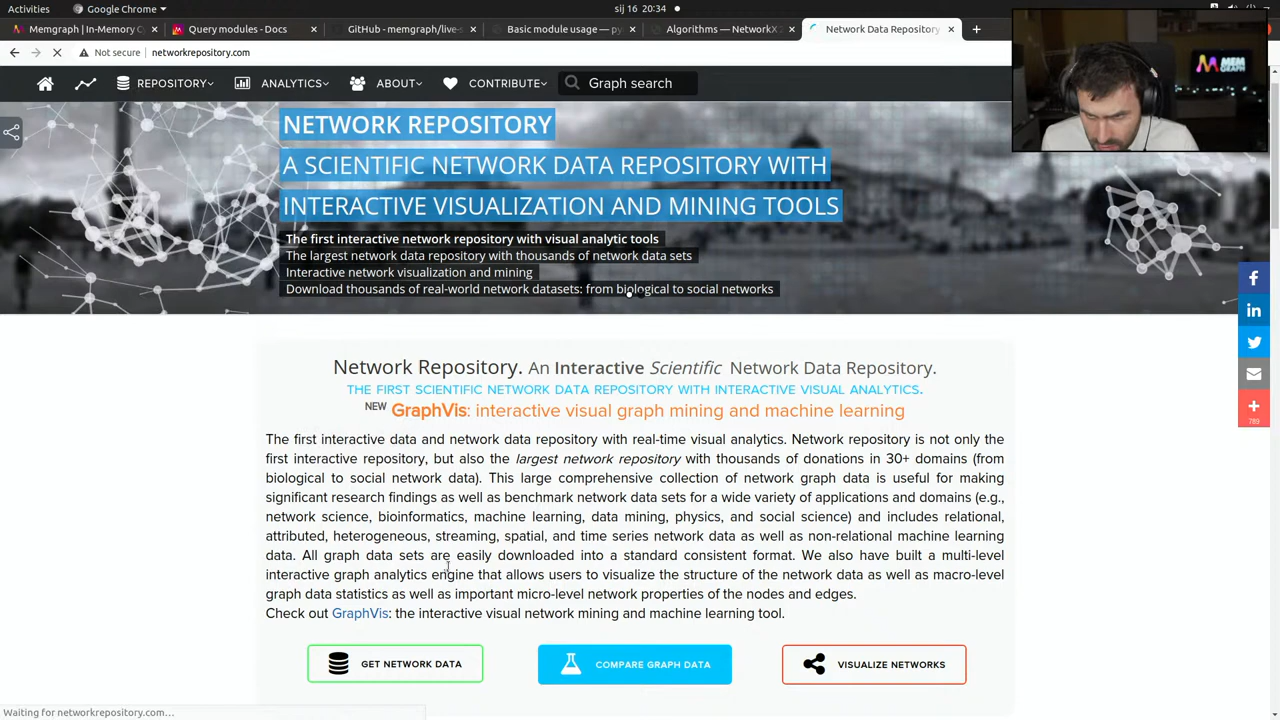 Activities
Google Chrome
sij 16 20:34
Memgraph | In-Memory C
Query modules - Docs
GitHub - memgraph/live-s
Basic module usage — py
Algorithms — NetworkX 2
Network Data Repository
Not secure | networkrepository.com
REPOSITORY
ANALYTICS
ABOUT
CONTRIBUTE
Graph search
MEM
GRAPH
NETWORK REPOSITORY
A SCIENTIFIC NETWORK DATA REPOSITORY WITH
INTERACTIVE VISUALIZATION AND MINING TOOLS
The first interactive network repository with visual analytic tools
The largest network data repository with thousands of network data sets
Interactive network visualization and mining
Download thousands of real-world network datasets: from biological to social networks
789
Network Repository. An Interactive Scientific Network Data Repository.
THE FIRST SCIENTIFIC NETWORK DATA REPOSITORY WITH INTERACTIVE VISUAL ANALYTICS.
NEW GraphVis: interactive visual graph mining and machine learning
The first interactive data and network data repository with real-time visual analytics. Network repository is not only the
first interactive repository, but also the largest network repository with thousands of donations in 30+ domains (from
biological to social network data). This large comprehensive collection of network graph data is useful for making
significant research findings as well as benchmark network data sets for a wide variety of applications and domains (e.g.,
network science, bioinformatics, machine learning, data mining, physics, and social science) and includes relational,
attributed, heterogeneous, streaming, spatial, and time series network data as well as non-relational machine learning
data. All graph data sets are easily downloaded into a standard consistent format. We also have built a multi-level
interactive graph analytics engine that allows users to visualize the structure of the network data as well as macro-level
graph data statistics as well as important micro-level network properties of the nodes and edges.
Check out GraphVis: the interactive visual network mining and machine learning tool.
GET NETWORK DATA
COMPARE GRAPH DATA
VISUALIZE NETWORKS
Waiting for networkrepository.com…